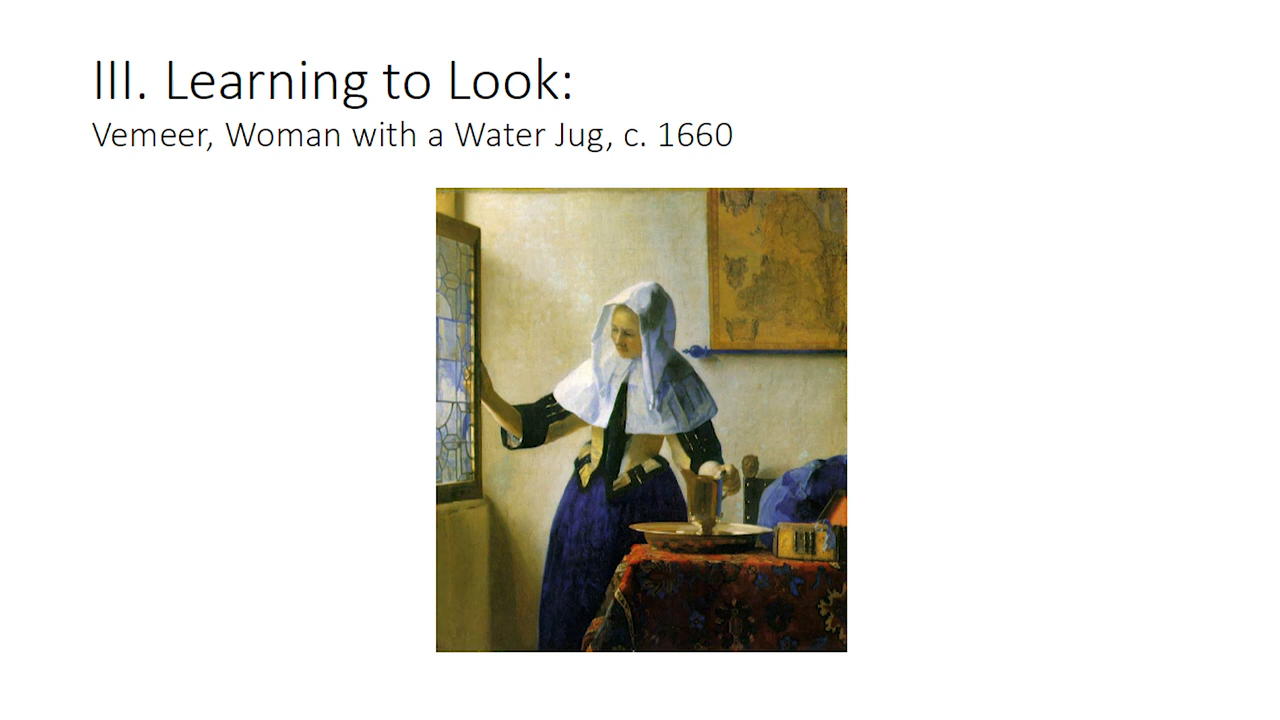 III. Learning to Look:
Vemeer, Woman with a Water Jug, c. 1660